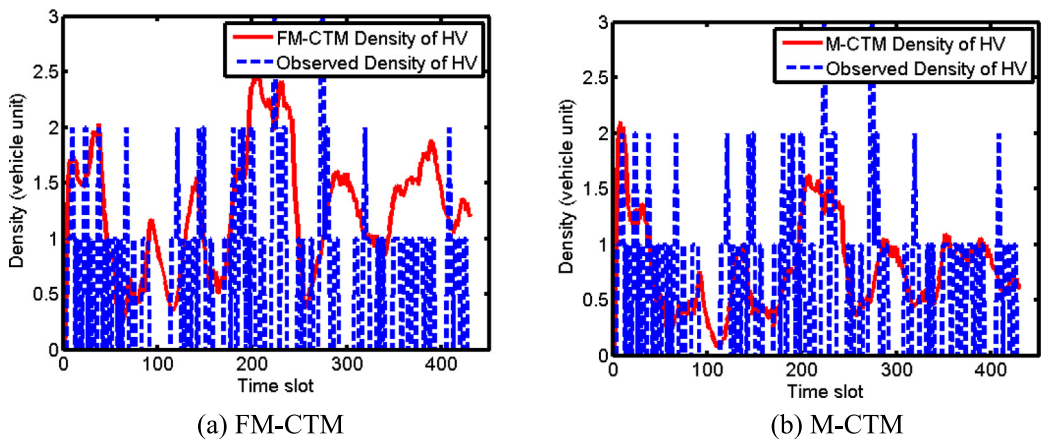 3
2.5
2
1.5
1
0.5
0
Density (vehicle unit)
FM-CTM Density of HV
Observed Density of HV
0
100
200
300
400
Time slot
(a) FM-CTM
3
2.5
2
1.5
1
0.5
0
Density (vehicle unit)
M-CTM Density of HV
Observed Density of HV
0
100
200
300
400
Time slot
(b) M-CTM